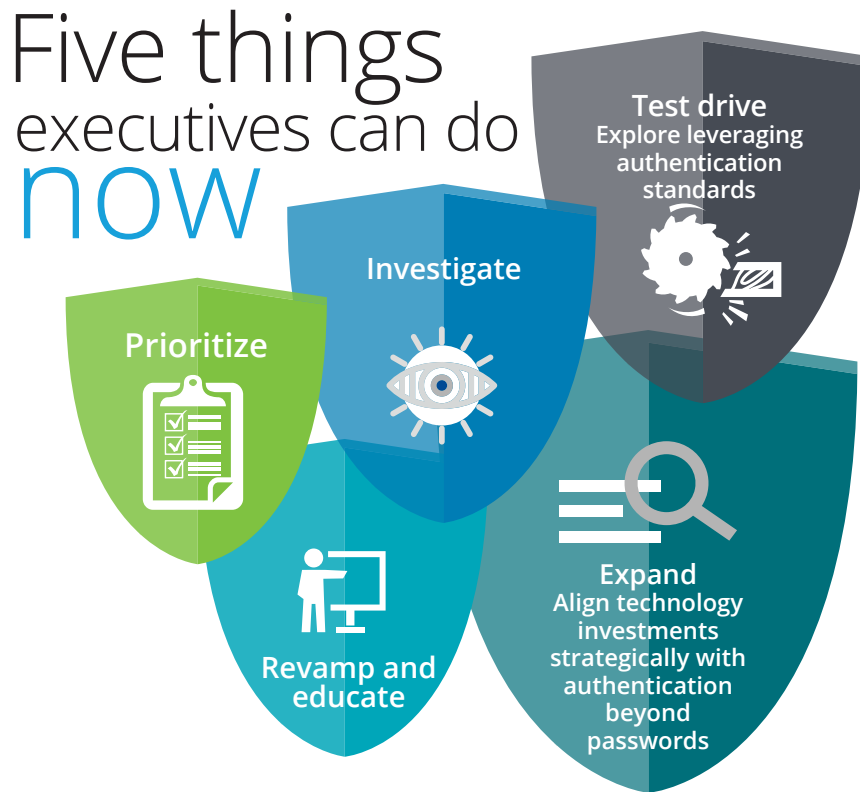 Five things
executives can do
now
Test drive
Explore leveraging
authentication
standards
Investigate
Prioritize
Revamp and
educate
Expand
Align technology
investments
strategically with
authentication
beyond
passwords